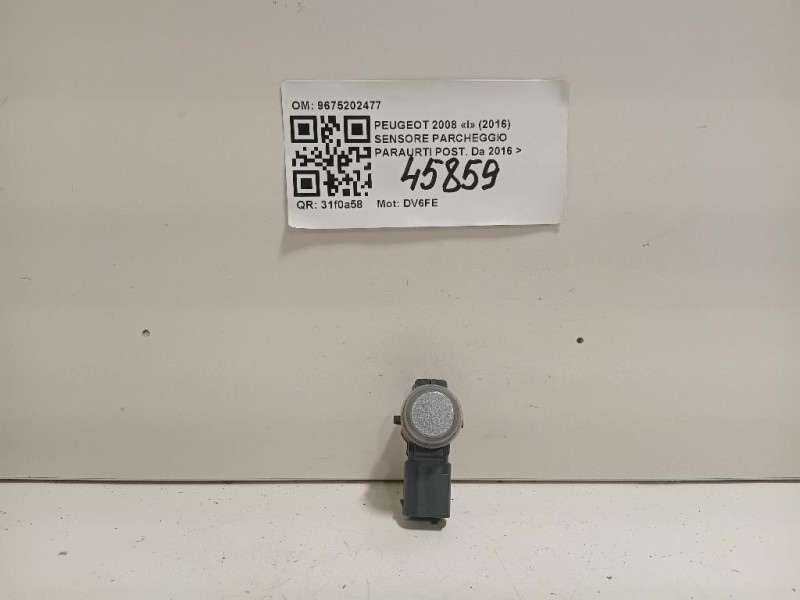 OM: 9675202477
PEUGEOT 2008 «I» (2016)
SENSORE PARCHEGGIO
PARAURTI POST. Da 2016 >
45859
QR: 31f0a58 Mot: DV6FE